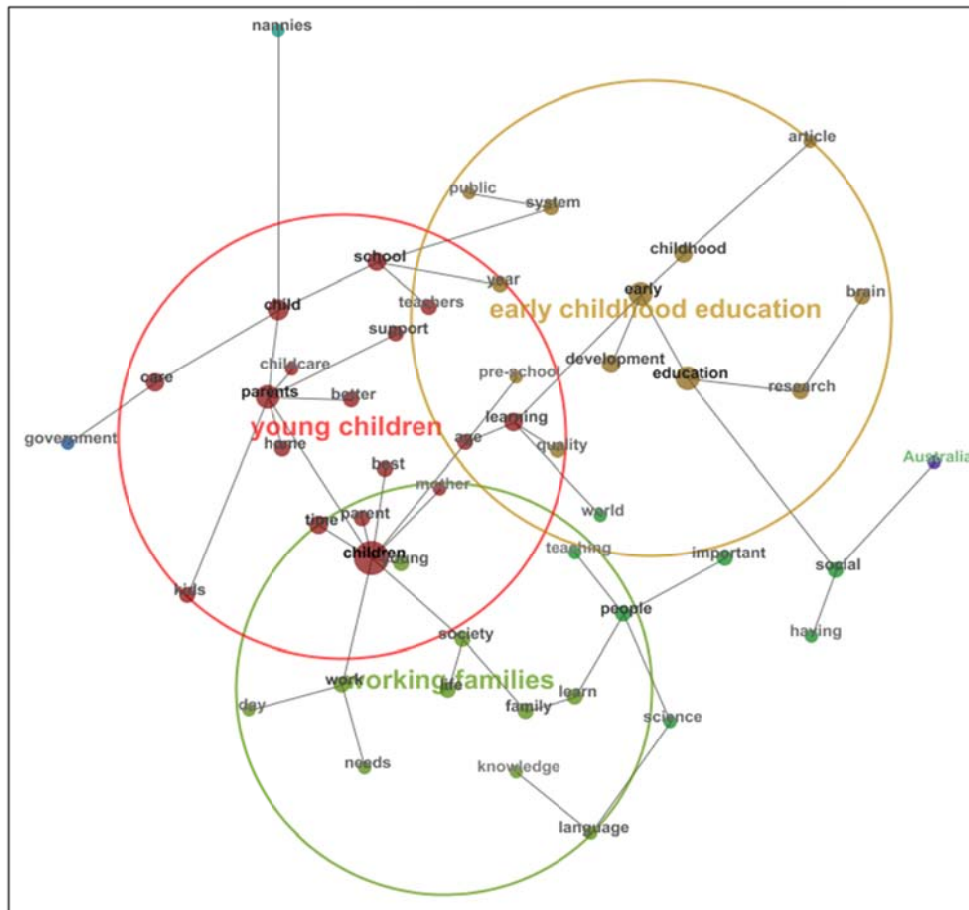 nannies
article
public
system
childhood
school
year
early
brain
child
teachers
early childhood education
support
development
childcare
pre-school
education
care
research
parents
better
learning
young children
government
age
home
quality
Australia
best
mother
world
parent
time
teaching
children
important
social
kids
people
society
having
working families
work
life
learn
day
family
science
needs
knowledge
language